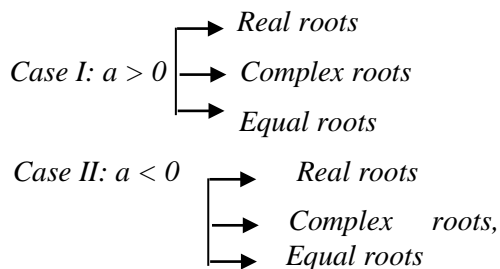 Real roots
Case I: a > 0
Complex roots
Equal roots
Case II: a < 0
Real roots
Complex roots,
Equal roots